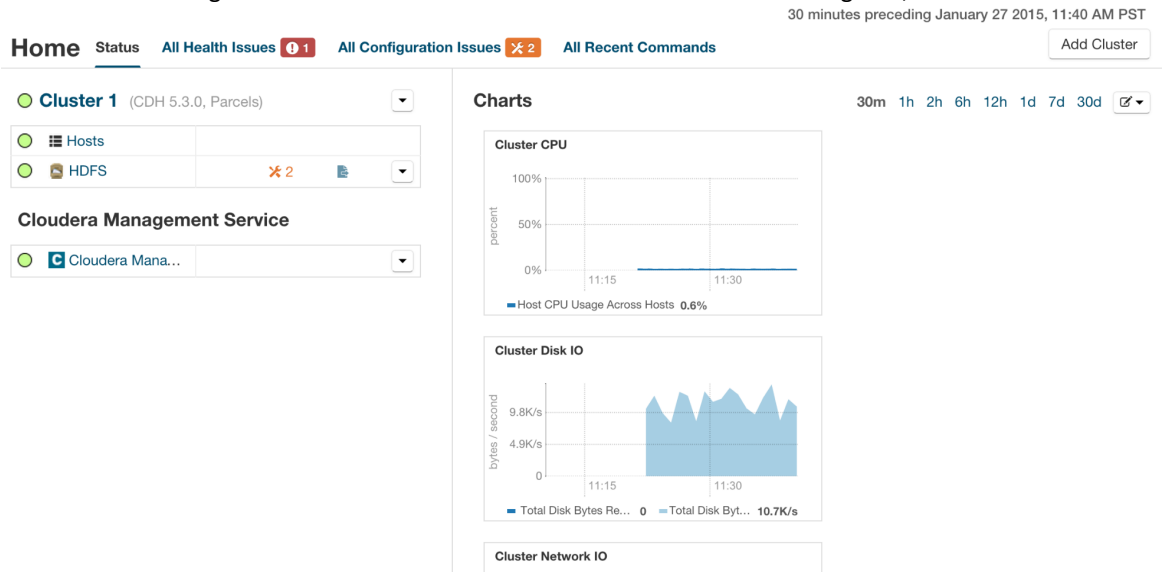 30 minutes preceding January 27 2015, 11:40 AM PST
Home Status All Health Issues 1 All Configuration Issues 2 All Recent Commands Add Cluster
Cluster 1 (CDH 5.3.0, Parcels)
Hosts
HDFS 2
Cloudera Management Service
C Cloudera Mana...
Charts 30m 1h 2h 6h 12h 1d 7d 30d
Cluster CPU
percent
100%
50%
0%
11:15 11:30
Host CPU Usage Across Hosts 0.6%
Cluster Disk IO
bytes / second
9.8K/s
4.9K/s
0
11:15 11:30
Total Disk Bytes Re... 0 Total Disk Byt... 10.7K/s
Cluster Network IO